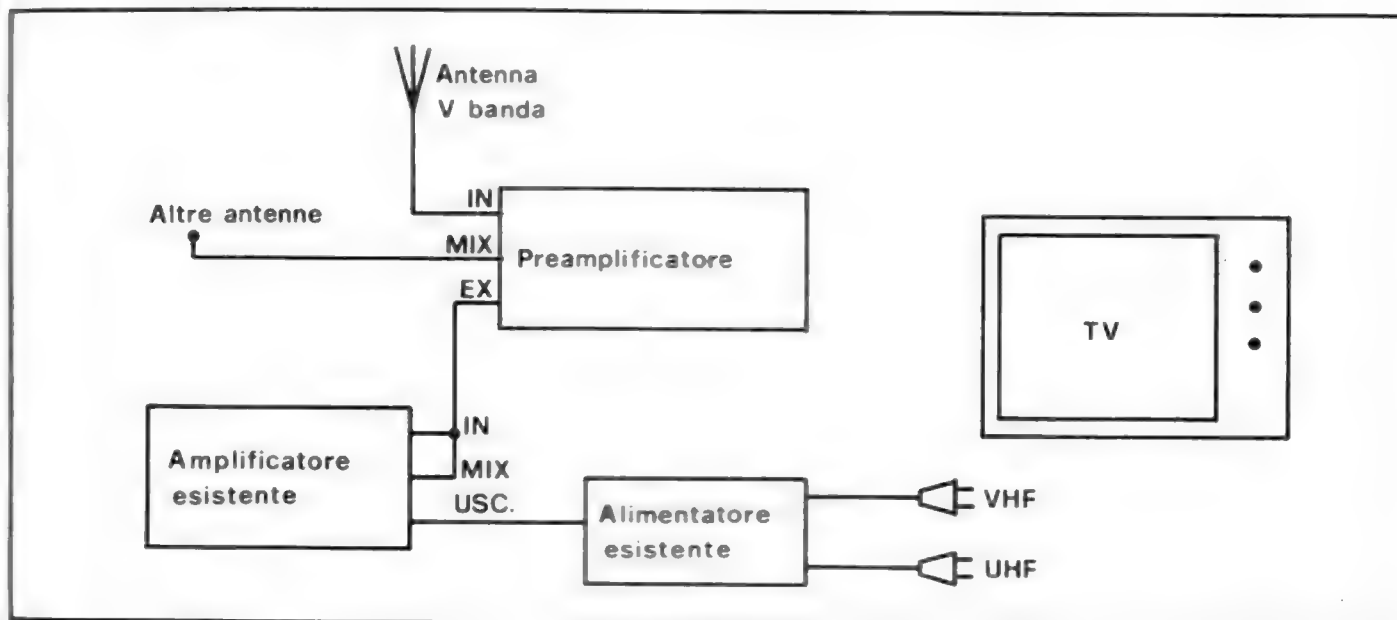 Antenna
V banda
IN
Altre antenne
MIX
Preamplificatore
EX
TV
IN
Amplificatore
esistente
MIX
USC.
Alimentatore
esistente
VHF
UHF